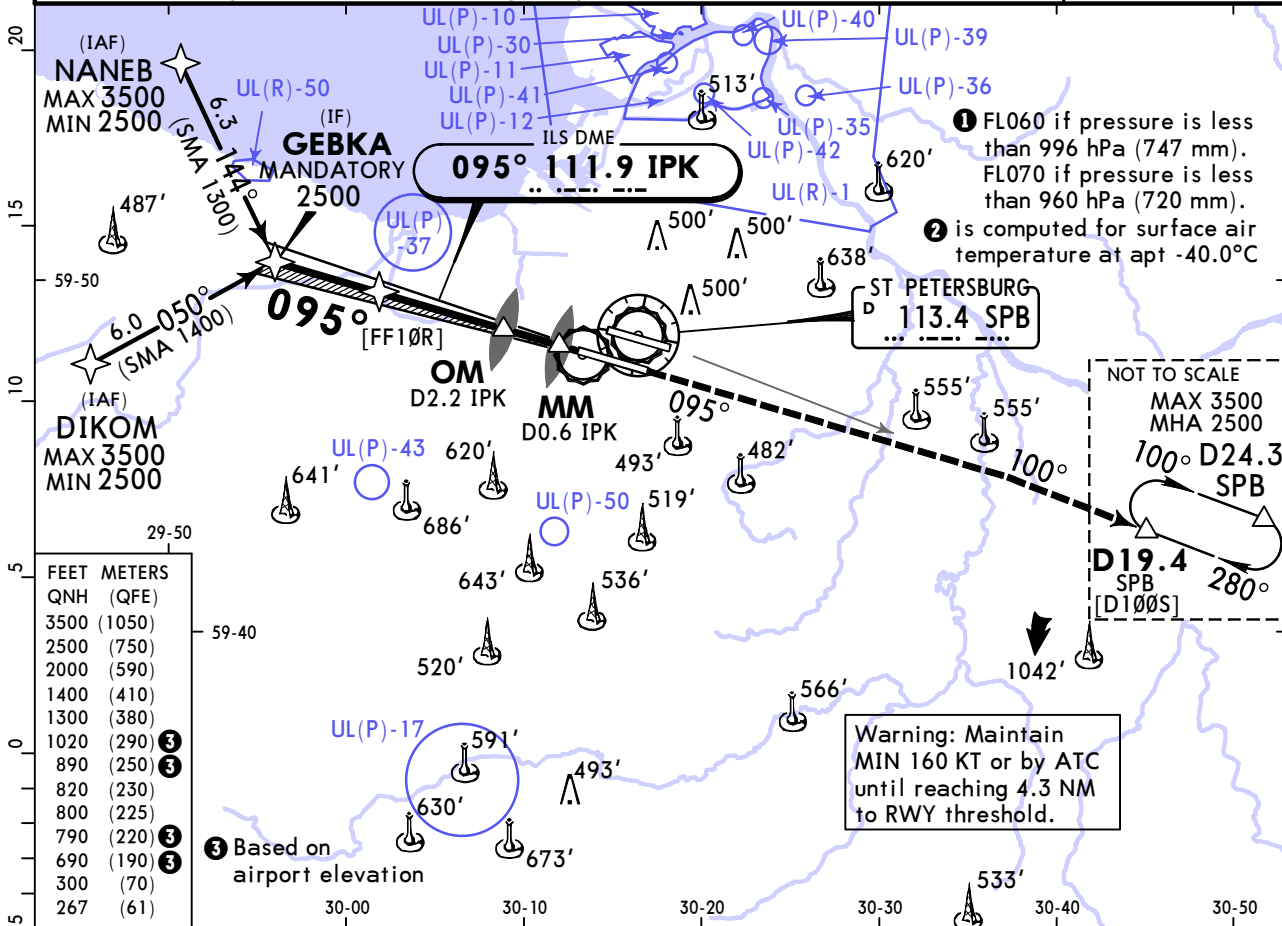 20
(IAF)
NANEB
MAX 3500
MIN 2500
UL(R)-50
6.3
144°
(SMA 1300)
(IF)
GEBKA
MANDATORY
2500
UL(P)-10
UL(P)-30
UL(P)-11
UL(P)-41
UL(P)-12
UL(P)-40
UL(P)-39
UL(P)-36
UL(P)-35
UL(P)-42
UL(R)-1
513'
ILS DME
095° 111.9 IPK
620'
❶ FL060 if pressure is less
than 996 hPa (747 mm).
FL070 if pressure is less
than 960 hPa (720 mm).
❷ is computed for surface air
temperature at apt -40.0°C
15
487'
UL(P)
-37
500'
500'
500'
638'
59-50
ST PETERSBURG
D 113.4 SPB
6.0
050°
(SMA 1400)
095°
[FF10R]
OM
D2.2 IPK
MM
D0.6 IPK
10
(IAF)
DIKOM
MAX 3500
MIN 2500
095°
555'
555'
100°
NOT TO SCALE
MAX 3500
MHA 2500
100°
D24.3
SPB
D19.4
SPB
[D100S]
280°
UL(P)-43
620'
493'
482'
641'
686'
UL(P)-50
519'
29-50
5
643'
536'
59-40
520'
1042'
FEET METERS
QNH (QFE)
3500 (1050)
2500 (750)
2000 (590)
1400 (410)
1300 (380)
1020 (290) ❸
890 (250) ❸
820 (230)
800 (225)
790 (220) ❸
690 (190) ❸
300 (70)
267 (61)
566'
UL(P)-17
591'
493'
630'
673'
Warning: Maintain
MIN 160 KT or by ATC
until reaching 4.3 NM
to RWY threshold.
0
❸ Based on
airport elevation
533'
5
30-00
30-10
30-20
30-30
30-40
30-50